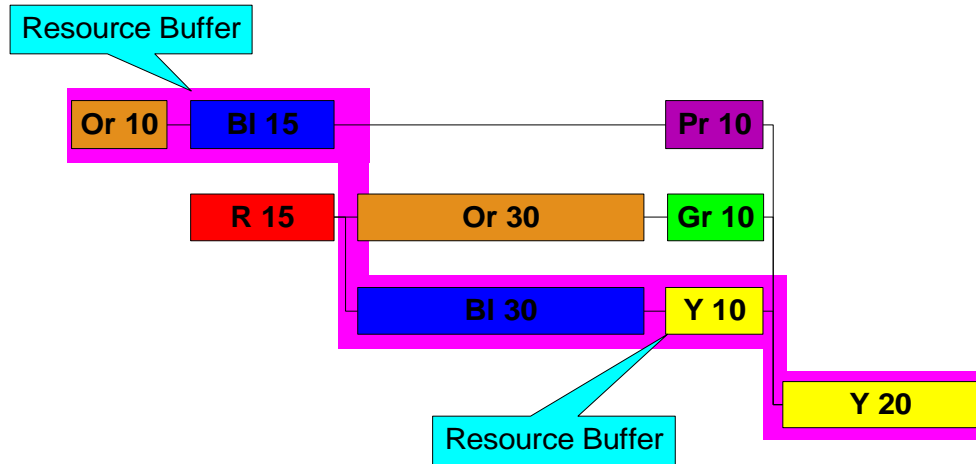 Resource Buffer
Or 10
Bl 15
Pr 10
R 15
Or 30
Gr 10
Bl 30
Y 10
Y 20
Resource Buffer